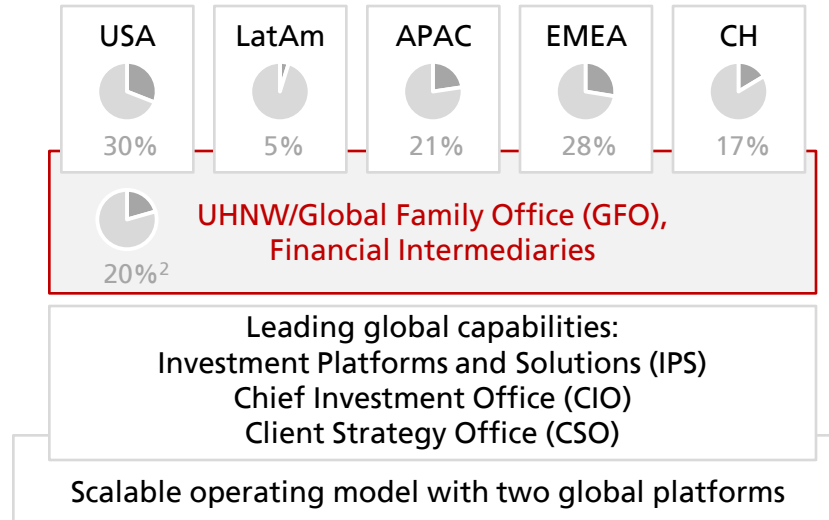 USA LatAm APAC EMEA CH
30% 5% 21% 28% 17%
UHNW/Global Family Office (GFO),
Financial Intermediaries
20%2
Leading global capabilities:
Investment Platforms and Solutions (IPS)
Chief Investment Office (CIO)
Client Strategy Office (CSO)
Scalable operating model with two global platforms